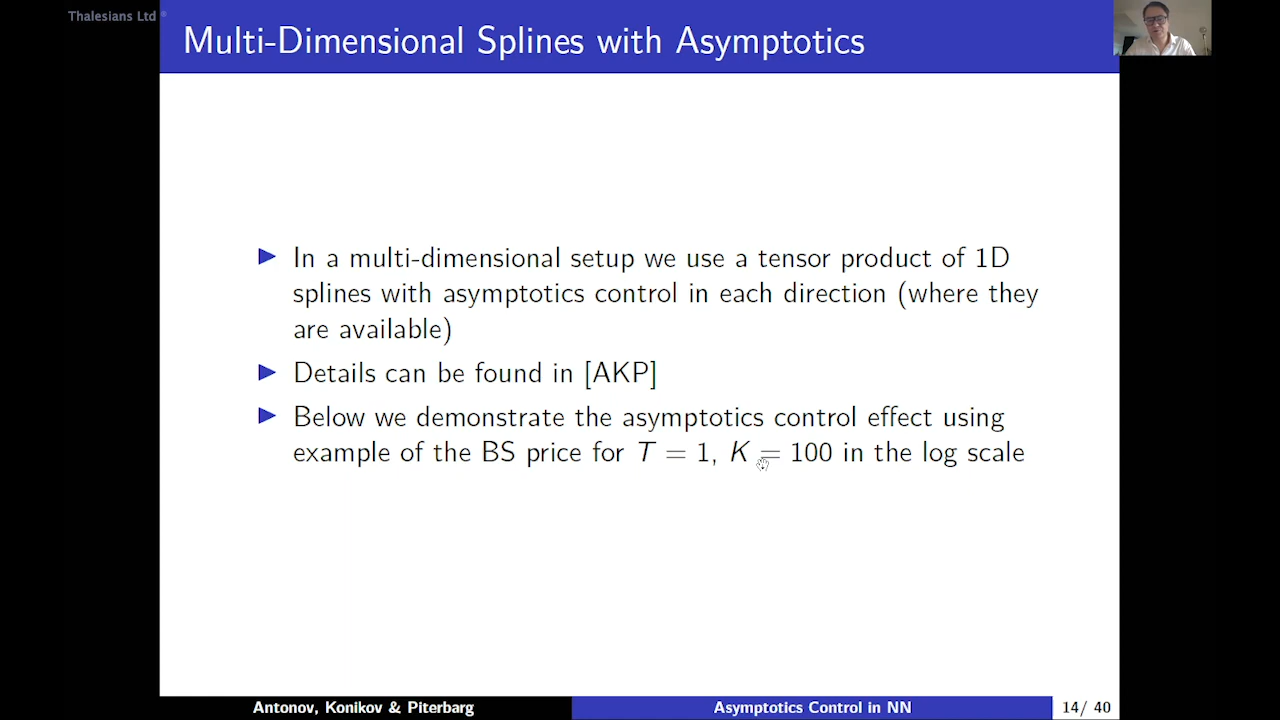 Thalesians Ltd
Multi-Dimensional Splines with Asymptotics
▶ In a multi-dimensional setup we use a tensor product of 1D
splines with asymptotics control in each direction (where they
are available)
▶ Details can be found in [AKP]
▶ Below we demonstrate the asymptotics control effect using
example of the BS price for T = 1, K = 100 in the log scale
Antonov, Konikov & Piterbarg Asymptotics Control in NN 14/ 40